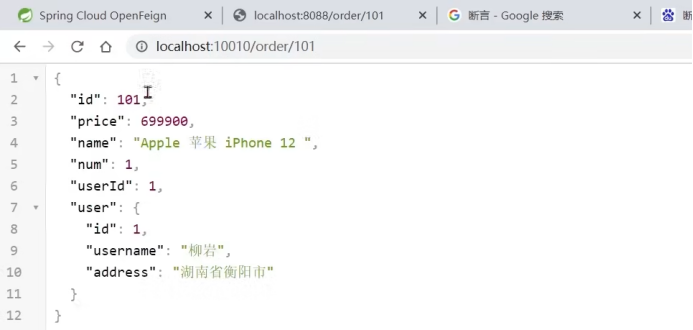 Spring Cloud OpenFeign
localhost:8088/order/101
断言 - Google 搜索
断言
localhost:10010/order/101
1 {
2 "id": 101,
3 "price": 699900,
4 "name": "Apple 苹果 iPhone 12 ",
5 "num": 1,
6 "userId": 1,
7 "user": {
8 "id": 1,
9 "username": "柳岩",
10 "address": "湖南省衡阳市"
11 }
12 }